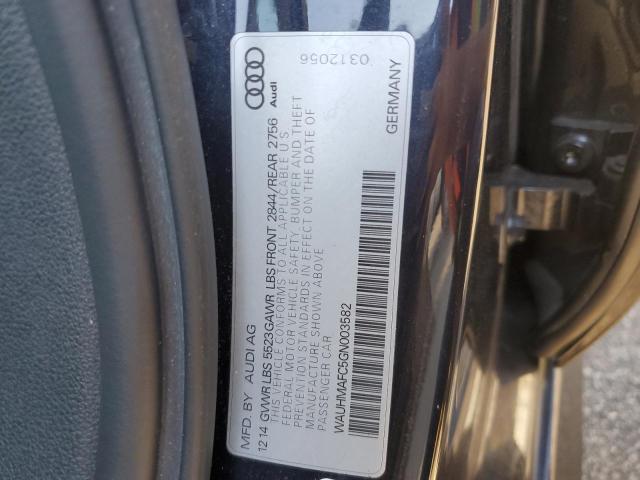 0312056
Audi
MFD. BY AUDI AG
12 14 GVWR LBS 5523 GAWR LBS FRONT 2844/REAR 2756
THIS VEHICLE CONFORMS TO ALL APPLICABLE U.S.
FEDERAL MOTOR VEHICLE SAFETY, BUMPER AND THEFT
PREVENTION STANDARDS IN EFFECT ON THE DATE OF
MANUFACTURE SHOWN ABOVE
PASSENGER CAR
GERMANY
WAUHMAFC5GN003582